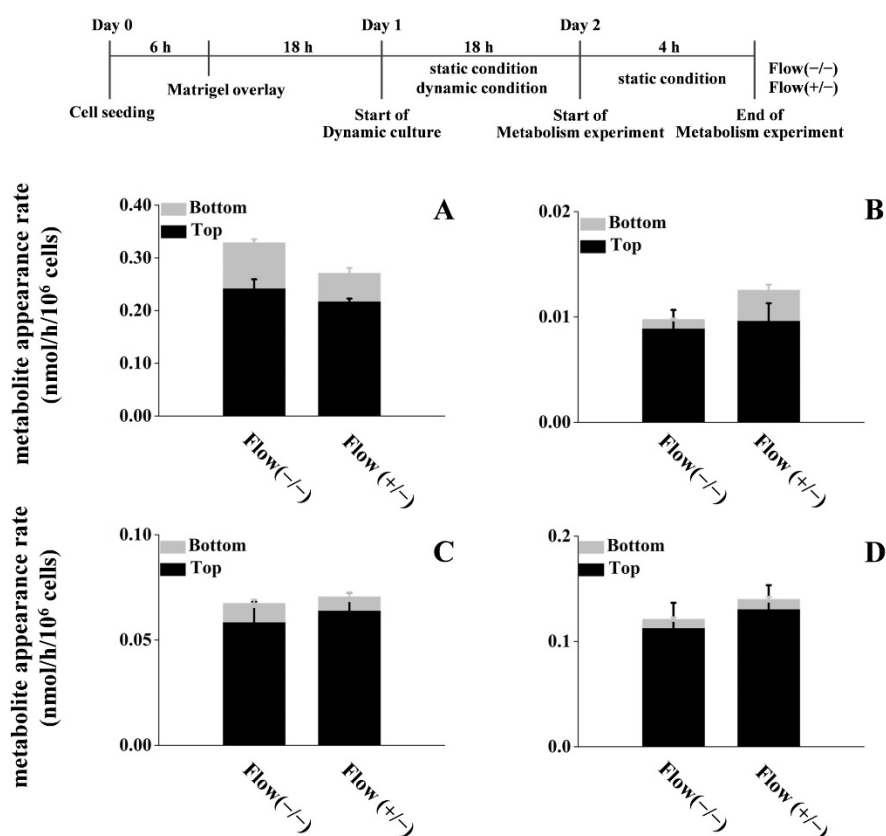 Day 0 Day 1 Day 2
6 h 18 h 18 h 4 h
static condition
dynamic condition
static condition
Flow(−/−)
Flow(+/−)
Matrigel overlay
Cell seeding
Start of
Dynamic culture
Start of
Metabolism experiment
End of
Metabolism experiment
metabolite appearance rate
(nmol/h/10⁶ cells)
A
Bottom
Top
0.40
0.30
0.20
0.10
0.00
Flow(−/−)
Flow (+/−)
B
Bottom
Top
0.02
0.01
0.00
Flow(−/−)
Flow (+/−)
metabolite appearance rate
(nmol/h/10⁶ cells)
C
Bottom
Top
0.10
0.05
0.00
Flow(−/−)
Flow (+/−)
D
Bottom
Top
0.2
0.1
0.0
Flow(−/−)
Flow (+/−)